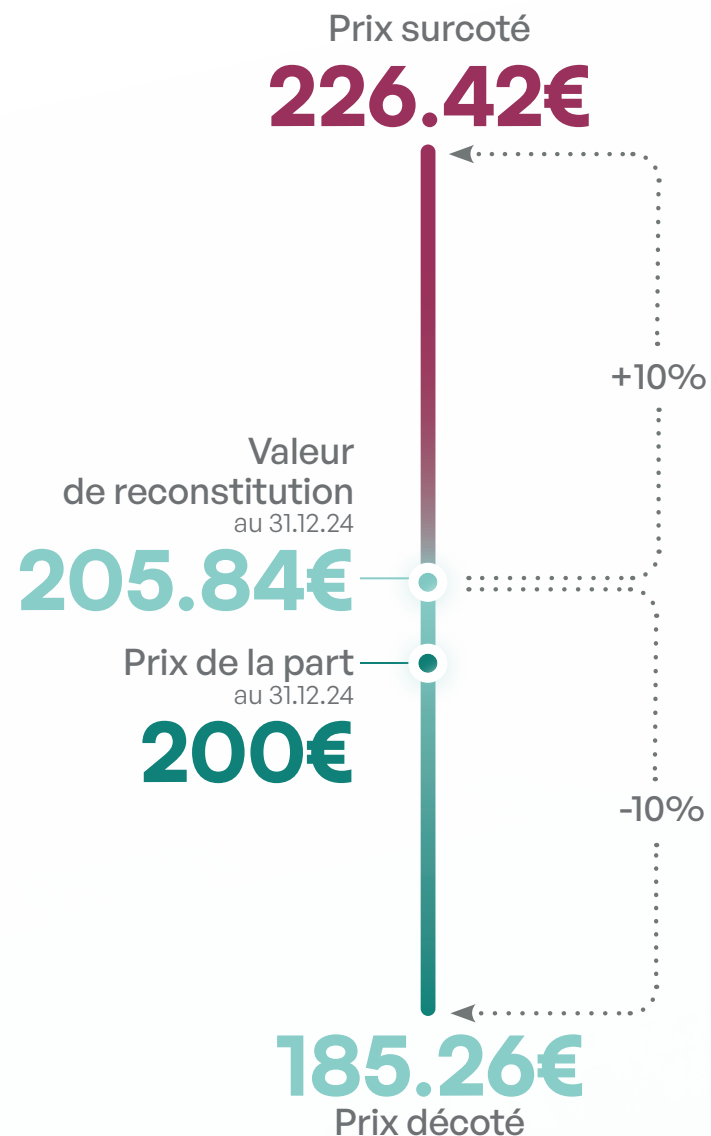 Prix surcoté
226.42€
+10%
Valeur
de reconstitution
au 31.12.24
205.84€
Prix de la part
au 31.12.24
200€
-10%
185.26€
Prix décoté